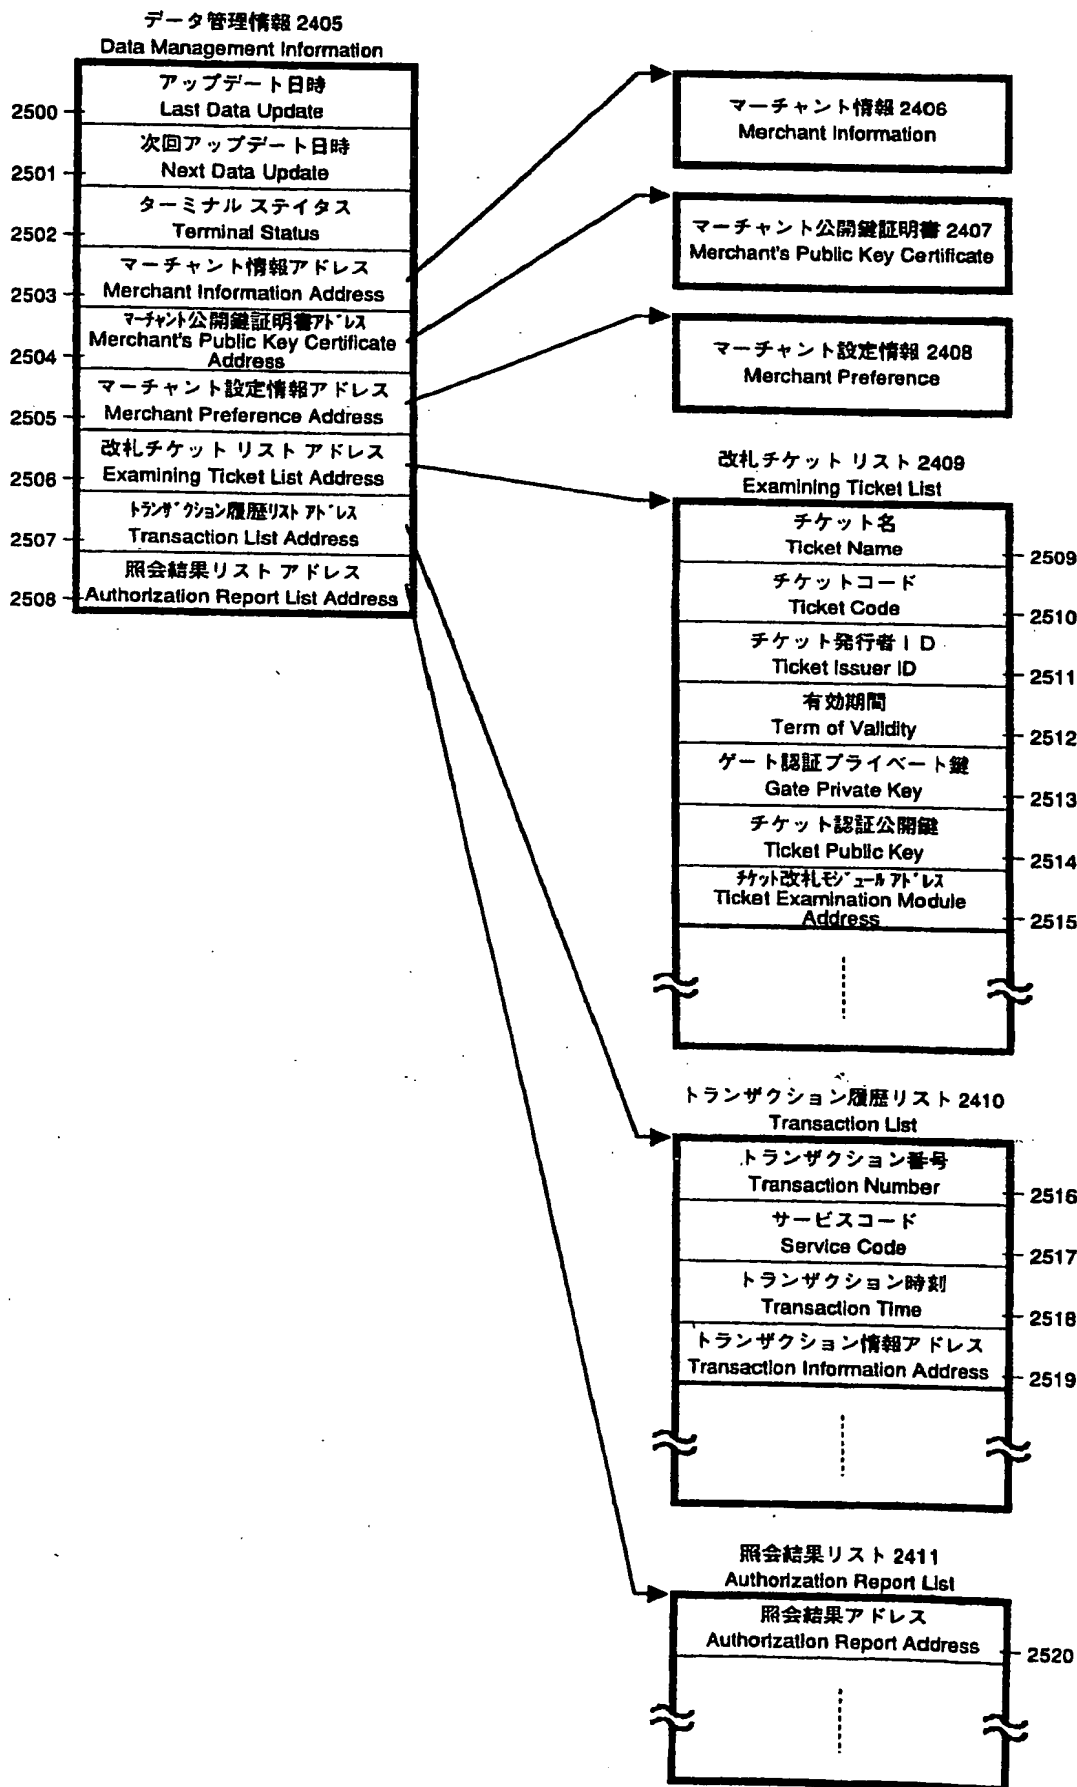 データ管理情報 2405
Data Management Information
アップデート日時
Last Data Update
2500
次回アップデート日時
Next Data Update
2501
ターミナル ステイタス
Terminal Status
2502
マーチャント情報アドレス
Merchant Information Address
2503
マーチャント公開鍵証明書アドレス
Merchant's Public Key Certificate
Address
2504
マーチャント設定情報アドレス
Merchant Preference Address
2505
改札チケット リスト アドレス
Examining Ticket List Address
2506
トランザクション履歴リスト アドレス
Transaction List Address
2507
照会結果リスト アドレス
Authorization Report List Address
2508
マーチャント情報 2406
Merchant Information
マーチャント公開鍵証明書 2407
Merchant's Public Key Certificate
マーチャント設定情報 2408
Merchant Preference
改札チケット リスト 2409
Examining Ticket List
チケット名
Ticket Name
2509
チケットコード
Ticket Code
2510
チケット発行者ID
Ticket Issuer ID
2511
有効期間
Term of Validity
2512
ゲート認証プライベート鍵
Gate Private Key
2513
チケット認証公開鍵
Ticket Public Key
2514
チケット改札モジュール アドレス
Ticket Examination Module
Address
2515
トランザクション履歴リスト 2410
Transaction List
トランザクション番号
Transaction Number
2516
サービスコード
Service Code
2517
トランザクション時刻
Transaction Time
2518
トランザクション情報アドレス
Transaction Information Address
2519
照会結果リスト 2411
Authorization Report List
照会結果アドレス
Authorization Report Address
2520